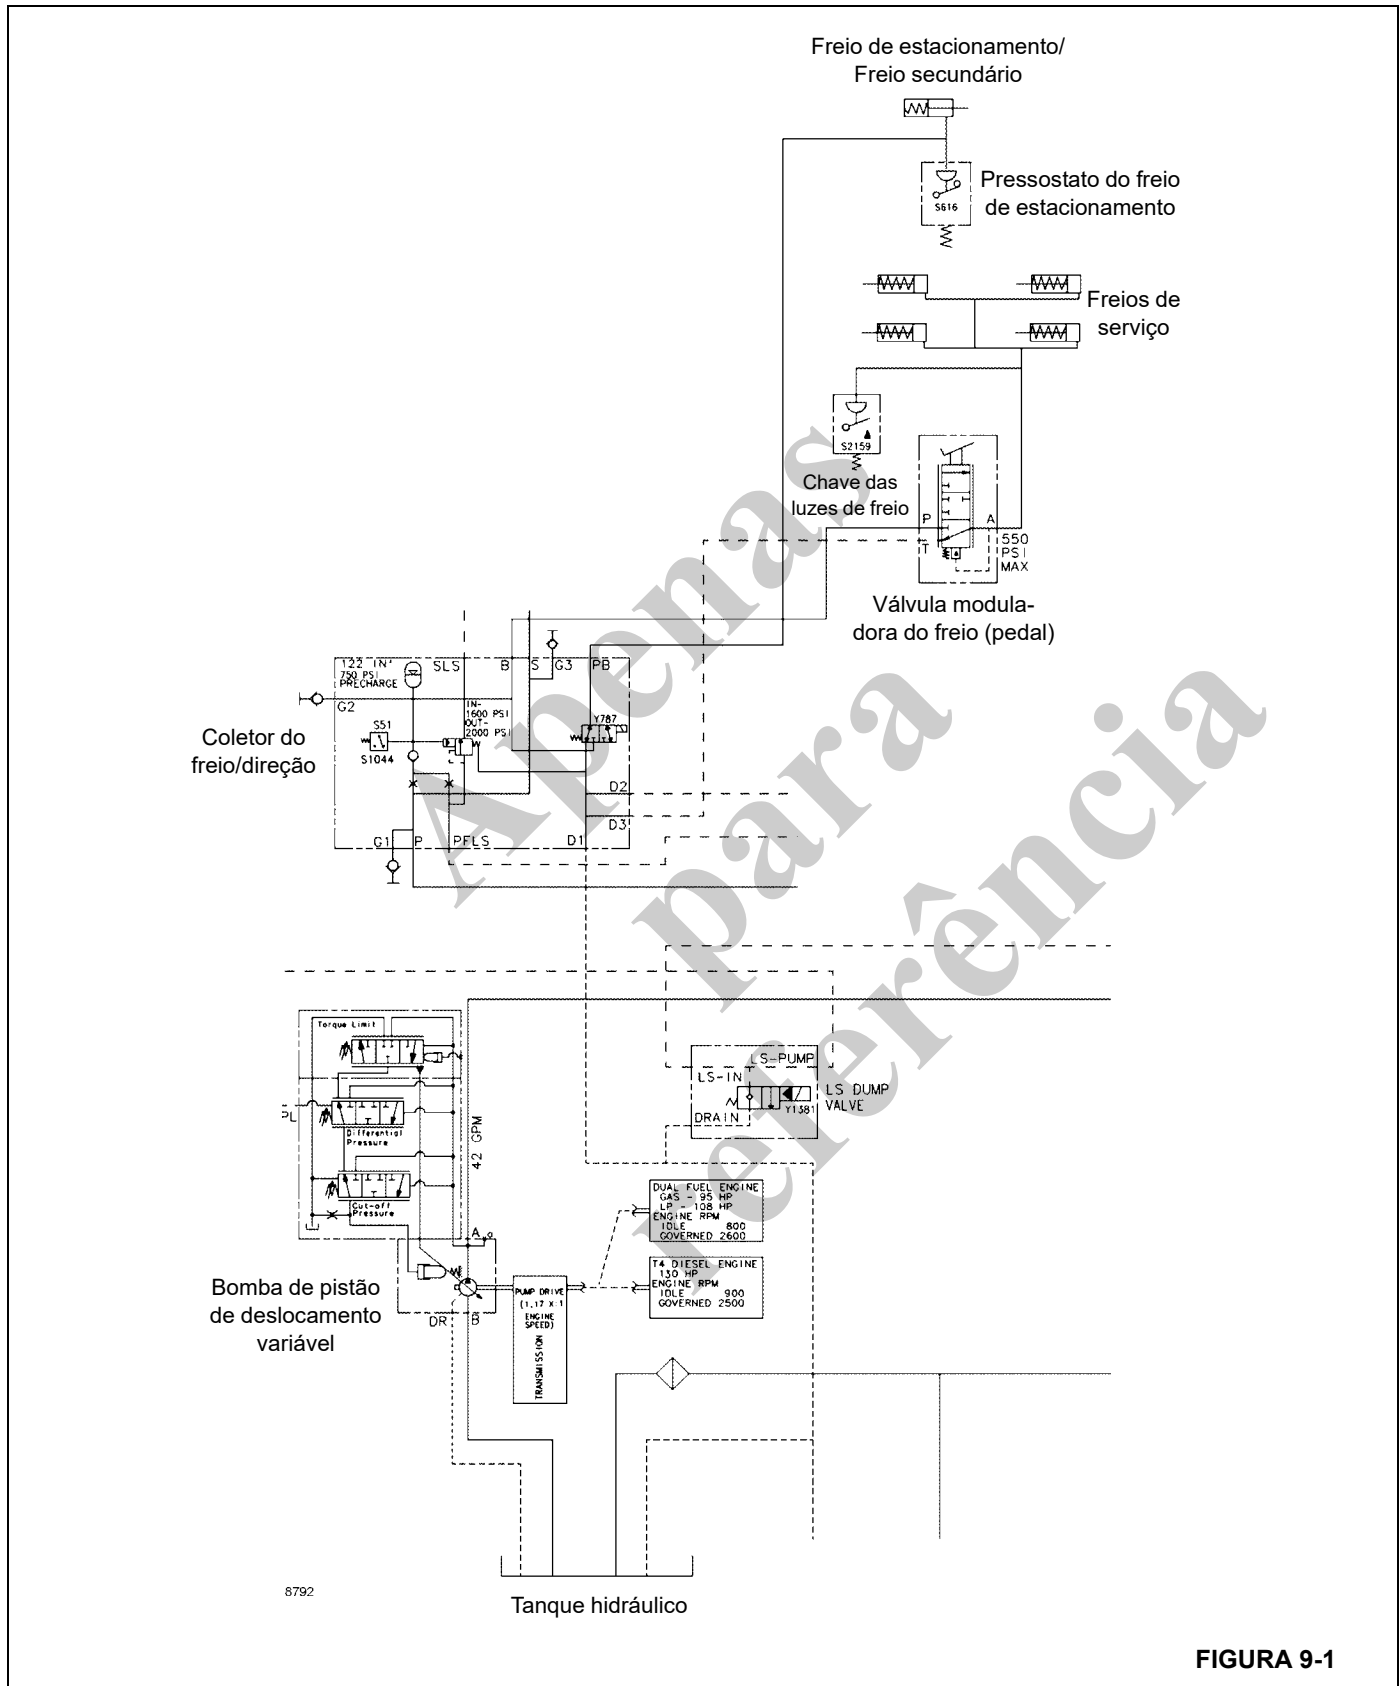 Freio de estacionamento/
Freio secundário
Pressostato do freio
de estacionamento
S616
Freios de
serviço
S2159
Chave das
luzes de freio
P
A
T
550
PSI
MAX
Válvula modula-
dora do freio (pedal)
122 IN³
750 PSI
PRECHARGE
SLS
B
S
G3
PB
G2
IN-
1600 PSI
OUT-
2000 PSI
Y787
S51
S1044
Coletor do
freio/direção
D2
D3
G1
P
PFLS
D1
Torque Limit
PL
Differential
Pressure
42 GPM
Cut-off
Pressure
LS-PUMP
LS-IN
DRAIN
Y1381
LS DUMP
VALVE
DUAL FUEL ENGINE
GAS - 95 HP
LP - 108 HP
ENGINE RPM
IDLE 800
GOVERNED 2600
T4 DIESEL ENGINE
130 HP
ENGINE RPM
IDLE 900
GOVERNED 2500
A
Bomba de pistão
de deslocamento
variável
DR
B
PUMP DRIVE
(1,17 X:1
ENGINE
SPEED)
TRANSMISSION
Tanque hidráulico
8792
FIGURA 9-1
Apenas
para
referência